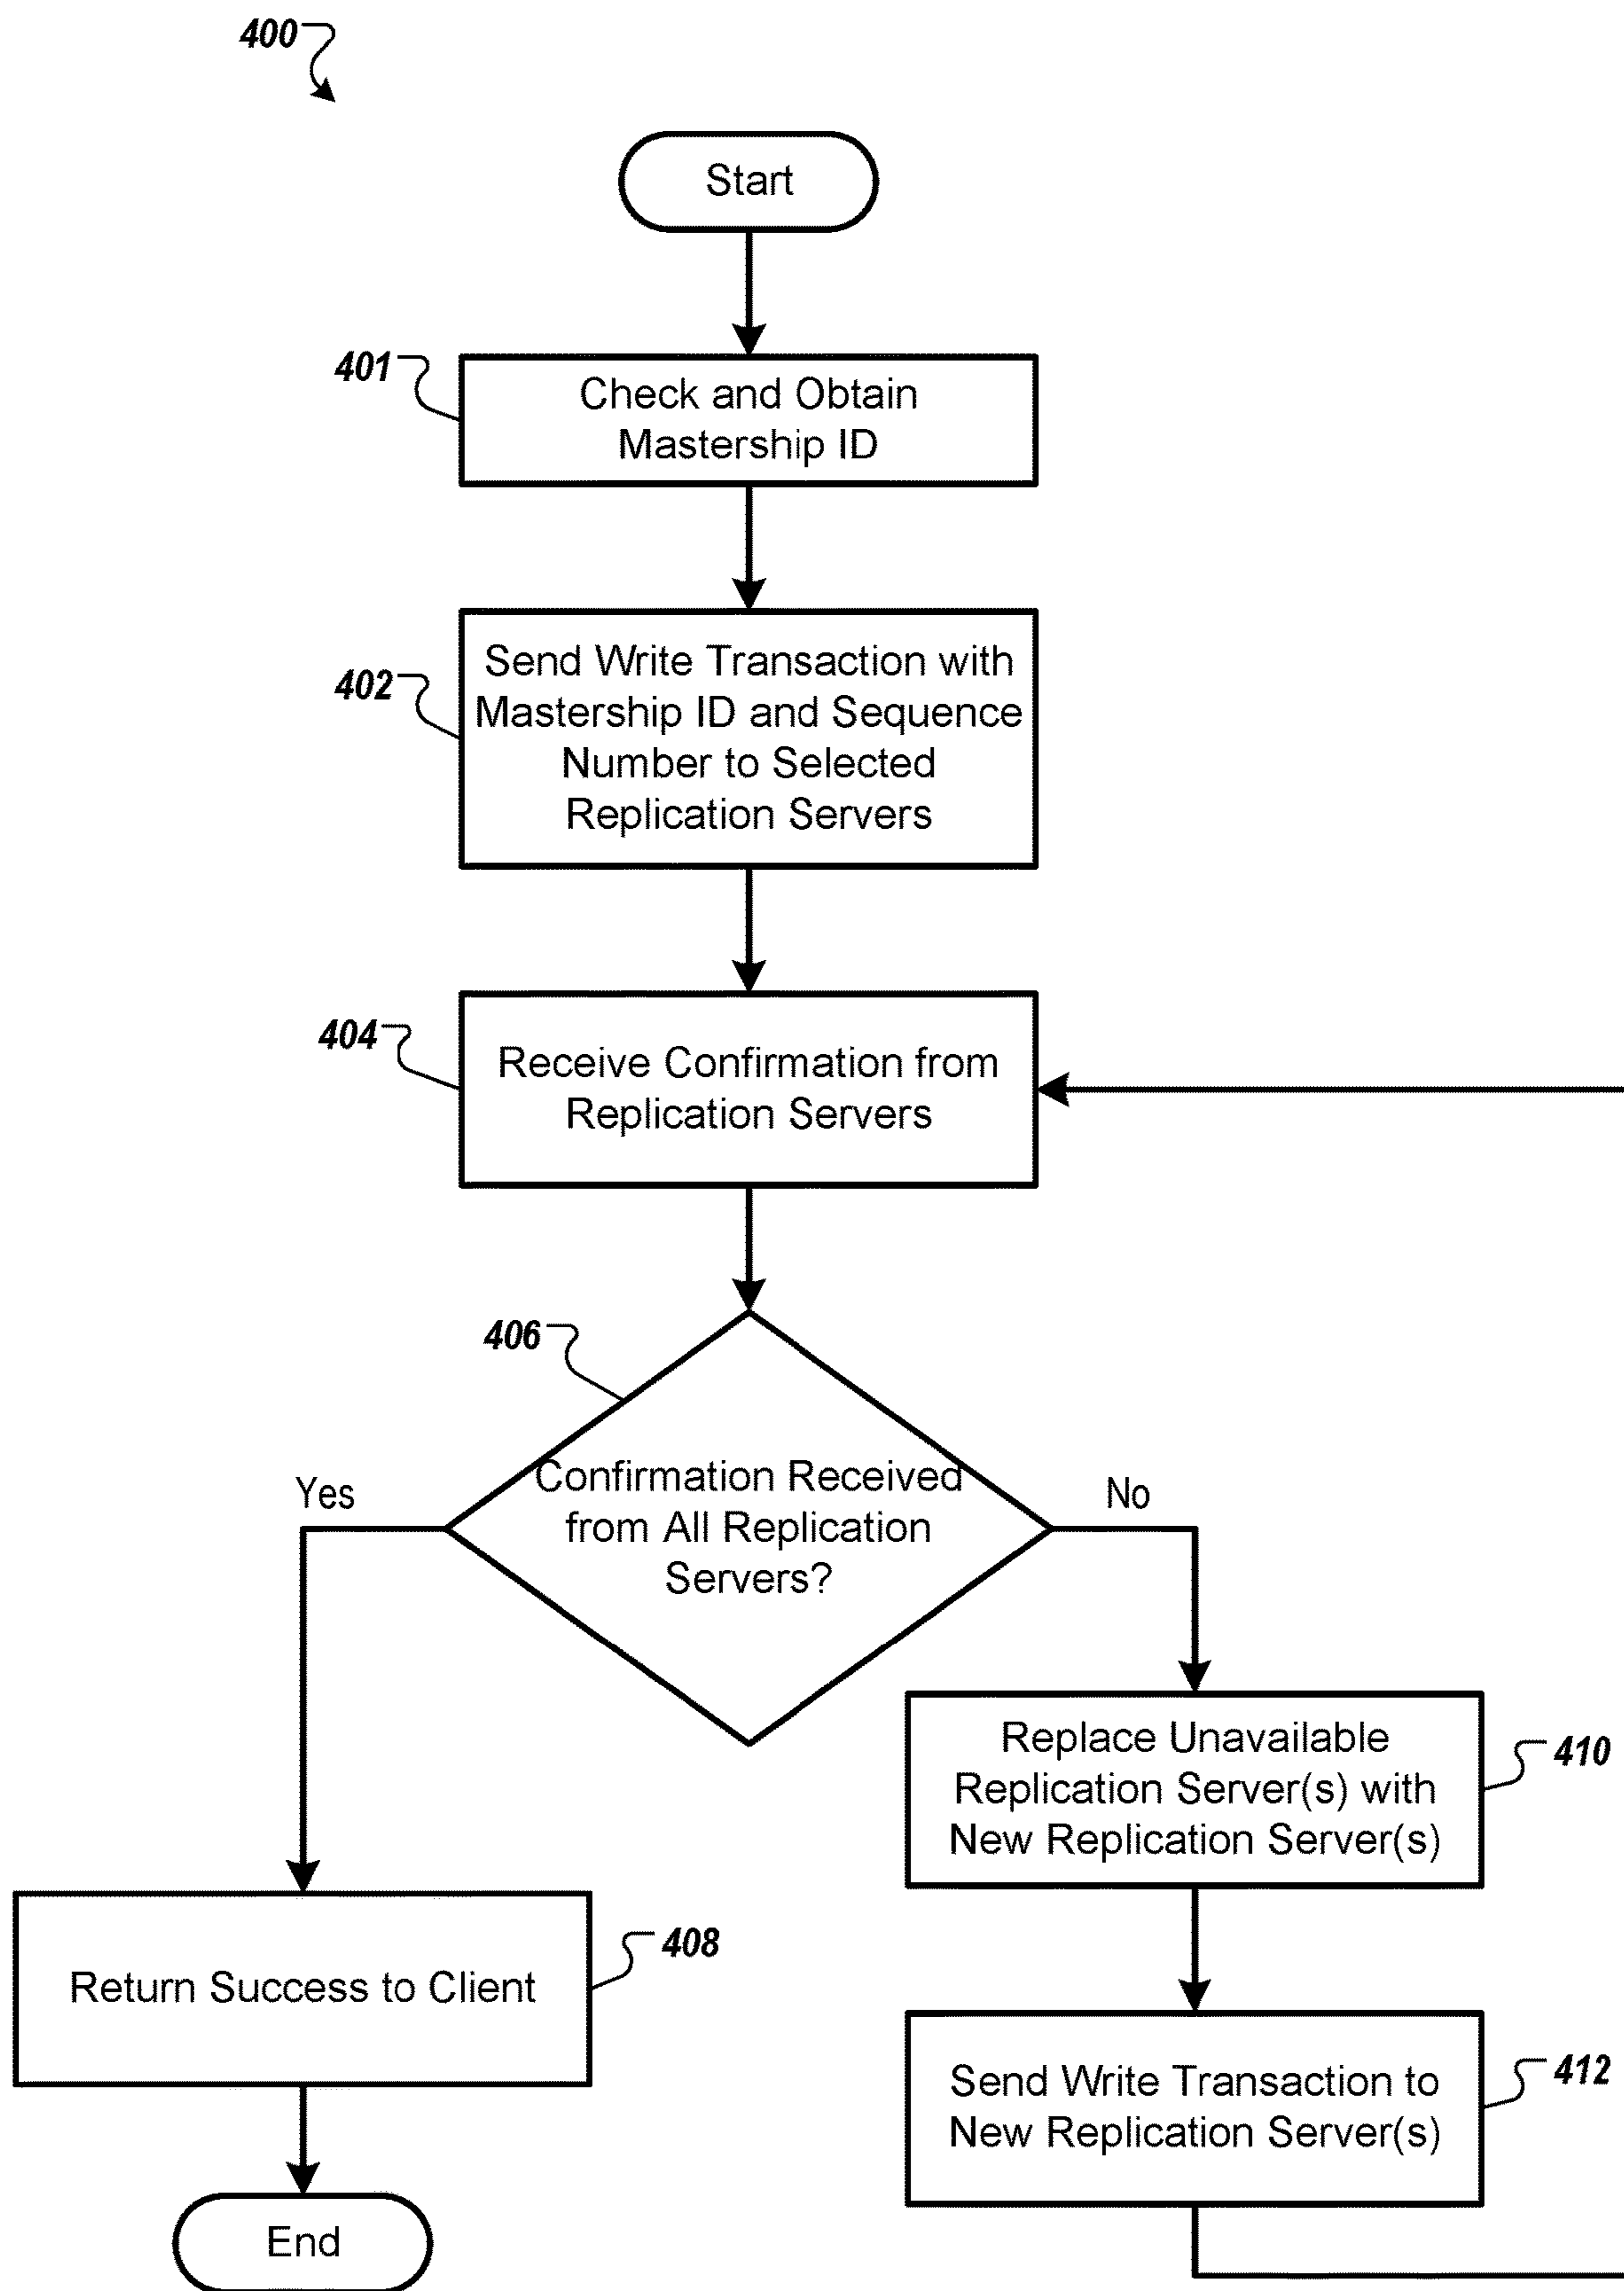 400
Start
401
Check and Obtain
Mastership ID
402
Send Write Transaction with
Mastership ID and Sequence
Number to Selected
Replication Servers
404
Receive Confirmation from
Replication Servers
406
Confirmation Received
from All Replication
Servers?
Yes
No
Replace Unavailable
Replication Server(s) with
New Replication Server(s)
410
Return Success to Client
408
Send Write Transaction to
New Replication Server(s)
412
End